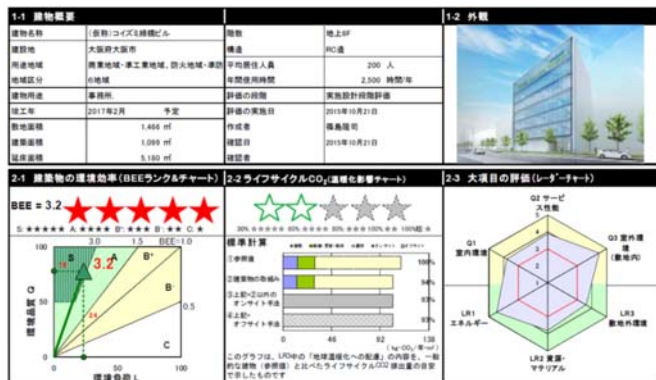 1-1 建物概要
1-2 外観
建物名称 (仮称)コイズミ緑橋ビル 階数 地上6F
建設地 大阪府大阪市 構造 RC造
用途地域 商業地域・準工業地域、防火地域・準防 平均居住人員 200 人
地域区分 6地域 年間使用時間 2,500 時間/年
建物用途 事務所, 評価の段階 実施設計段階評価
竣工年 2017年2月 予定 評価の実施日 2015年10月21日
敷地面積 1,466 ㎡ 作成者
建築面積 1,099 ㎡ 確認日 2015年10月21日
延床面積 5,180 ㎡ 確認者
2-1 建築物の環境効率(BEEランク&チャート)
2-2 ライフサイクルCO₂(温暖化影響チャート)
2-3 大項目の評価(レーダーチャート)
BEE = 3.2 ★★★★★
S: ★★★★★ A: ★★★★ B⁺: ★★★ B⁻: ★★ C: ★
3.0 1.5 BEE=1.0
100
S A B⁺
3.2
50
B⁻
0.5
C
0
0 50 100
環境品質 Q
環境負荷 L
標準計算
①参照値 100%
②建築物の取組み 94%
③上記+②以外の 93%
オンサイト手法
④上記+ 93%
オフサイト手法
0 46 92 138
(kg-CO₂/年・㎡)
このグラフは、LR3中の「地球温暖化への配慮」の内容を、一般
的な建物(参照値)と比べたライフサイクルCO2 排出量の目安
で示したものです
Q2 サービ
ス性能
Q1
室内環境
Q3 室外環
境
(敷地内)
5
4
3
2
1
LR1
エネルギー
LR3
敷地外環境
LR2 資源・
マテリアル